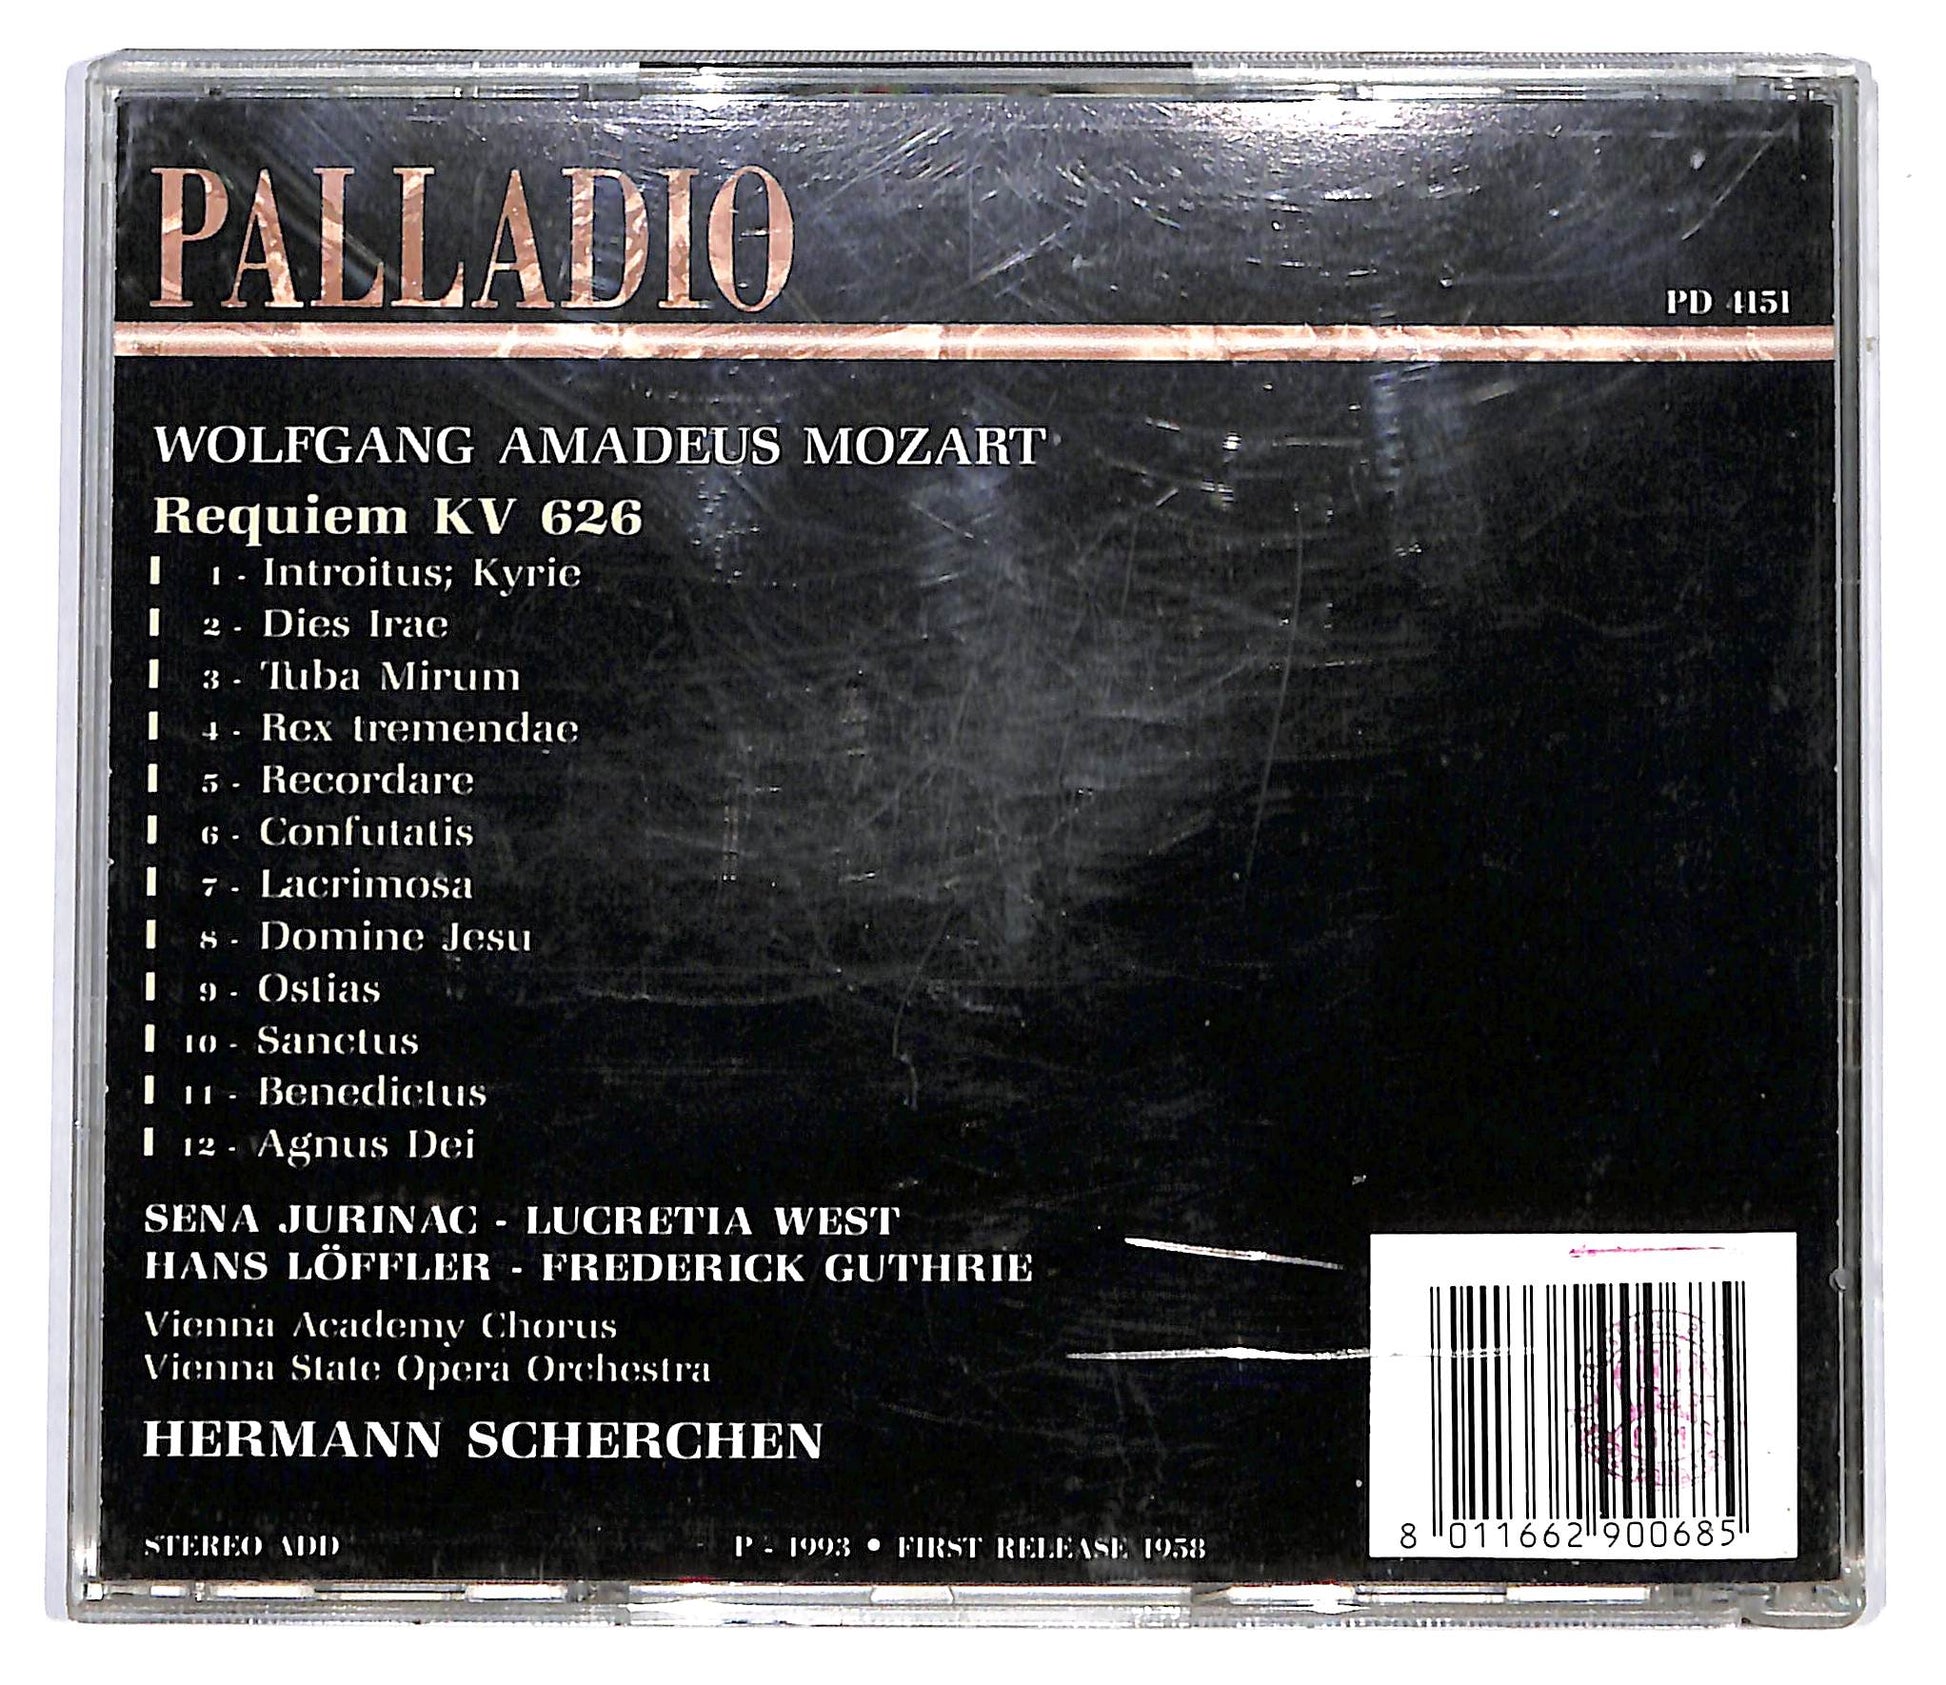 PALLADIO
PD 4151
WOLFGANG AMADEUS MOZART
Requiem KV 626
1 - Introitus; Kyrie
2 - Dies Irae
3 - Tuba Mirum
4 - Rex tremendae
5 - Recordare
6 - Confutatis
7 - Lacrimosa
8 - Domine Jesu
9 - Ostias
10 - Sanctus
11 - Benedictus
12 - Agnus Dei
SENA JURINAC - LUCRETIA WEST
HANS LÖFFLER - FREDERICK GUTHRIE
Vienna Academy Chorus
Vienna State Opera Orchestra
HERMANN SCHERCHEN
STEREO ADD
P - 1993 • FIRST RELEASE 1958
8 011662 900685